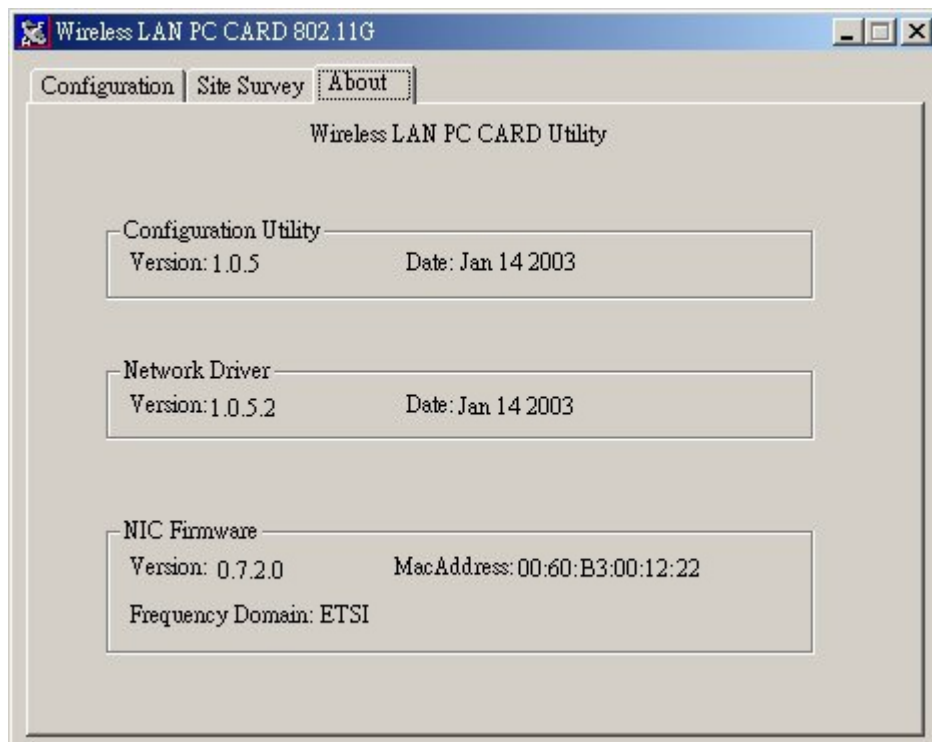 Wireless LAN PC CARD 802.11G
Configuration Site Survey About
Wireless LAN PC CARD Utility
Configuration Utility
Version: 1.0.5 Date: Jan 14 2003
Network Driver
Version: 1.0.5.2 Date: Jan 14 2003
NIC Firmware
Version: 0.7.2.0 MacAddress: 00:60:B3:00:12:22
Frequency Domain: ETSI